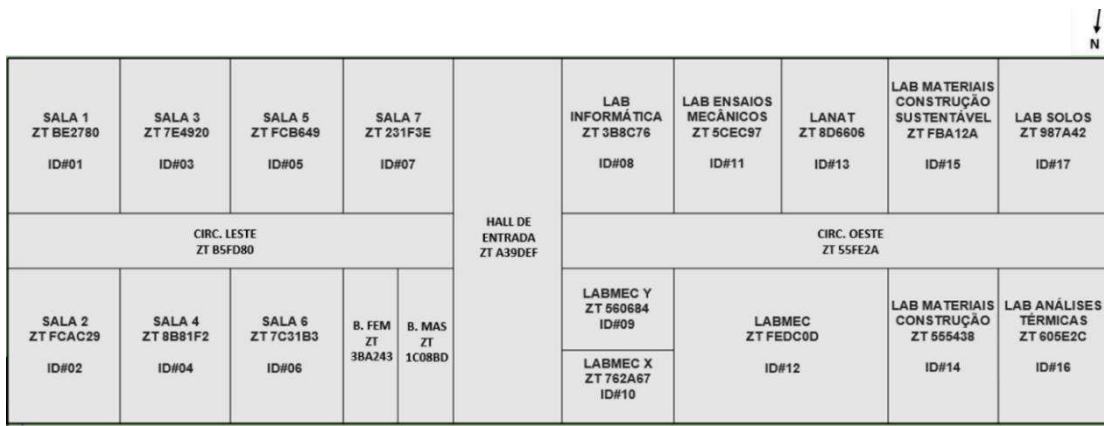 N
SALA 1
ZT BE2780
ID#01
SALA 3
ZT 7E4920
ID#03
SALA 5
ZT FCB649
ID#05
SALA 7
ZT 231F3E
ID#07
HALL DE
ENTRADA
ZT A39DEF
LAB
INFORMÁTICA
ZT 3B8C76
ID#08
LAB ENSAIOS
MECÂNICOS
ZT 5CEC97
ID#11
LANAT
ZT 8D6606
ID#13
LAB MATERIAIS
CONSTRUÇÃO
SUSTENTÁVEL
ZT FBA12A
ID#15
LAB SOLOS
ZT 987A42
ID#17
CIRC. LESTE
ZT B5FD80
CIRC. OESTE
ZT 55FE2A
SALA 2
ZT FCAC29
ID#02
SALA 4
ZT 8B81F2
ID#04
SALA 6
ZT 7C31B3
ID#06
B. FEM
ZT
3BA243
B. MAS
ZT
1C08BD
LABMEC Y
ZT 560684
ID#09
LABMEC X
ZT 762A67
ID#10
LABMEC
ZT FEDC0D
ID#12
LAB MATERIAIS
CONSTRUÇÃO
ZT 555438
ID#14
LAB ANÁLISES
TÉRMICAS
ZT 605E2C
ID#16